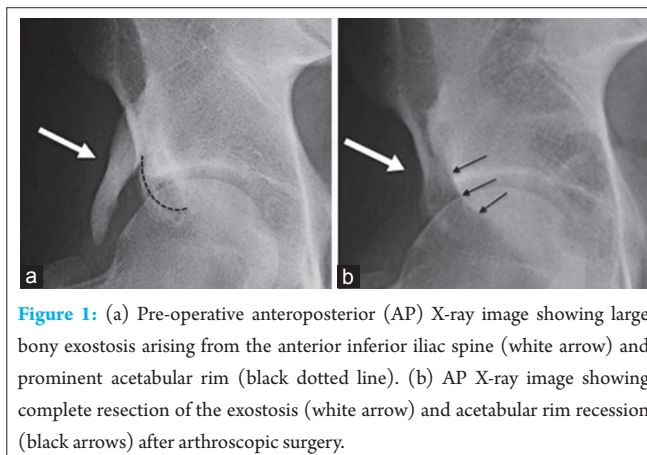 a
b
Figure 1: (a) Pre-operative anteroposterior (AP) X-ray image showing large
bony exostosis arising from the anterior inferior iliac spine (white arrow) and
prominent acetabular rim (black dotted line). (b) AP X-ray image showing
complete resection of the exostosis (white arrow) and acetabular rim recession
(black arrows) after arthroscopic surgery.